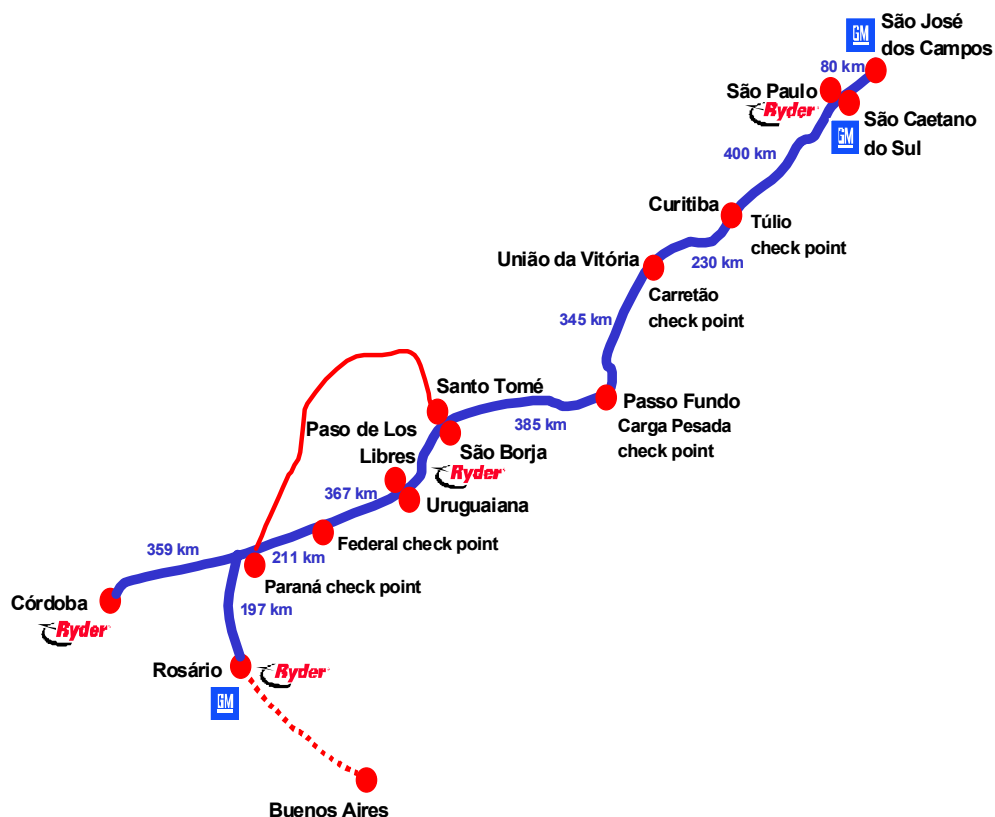 GM
São José
dos Campos
80 km
São Paulo
Ryder
São Caetano
do Sul
GM
400 km
Curitiba
Túlio
check point
230 km
União da Vitória
Carretão
check point
345 km
Santo Tomé
Passo Fundo
Carga Pesada
check point
385 km
Paso de Los
Libres
São Borja
Ryder
367 km
Uruguaiana
Federal check point
359 km
211 km
Paraná check point
Córdoba
Ryder
197 km
Rosário
Ryder
GM
Buenos Aires